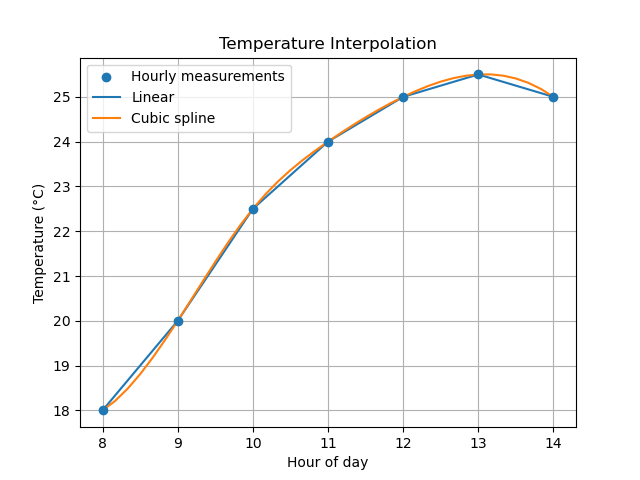 Temperature Interpolation
Hourly measurements
Linear
Cubic spline
Temperature (°C)
25
24
23
22
21
20
19
18
8 9 10 11 12 13 14
Hour of day